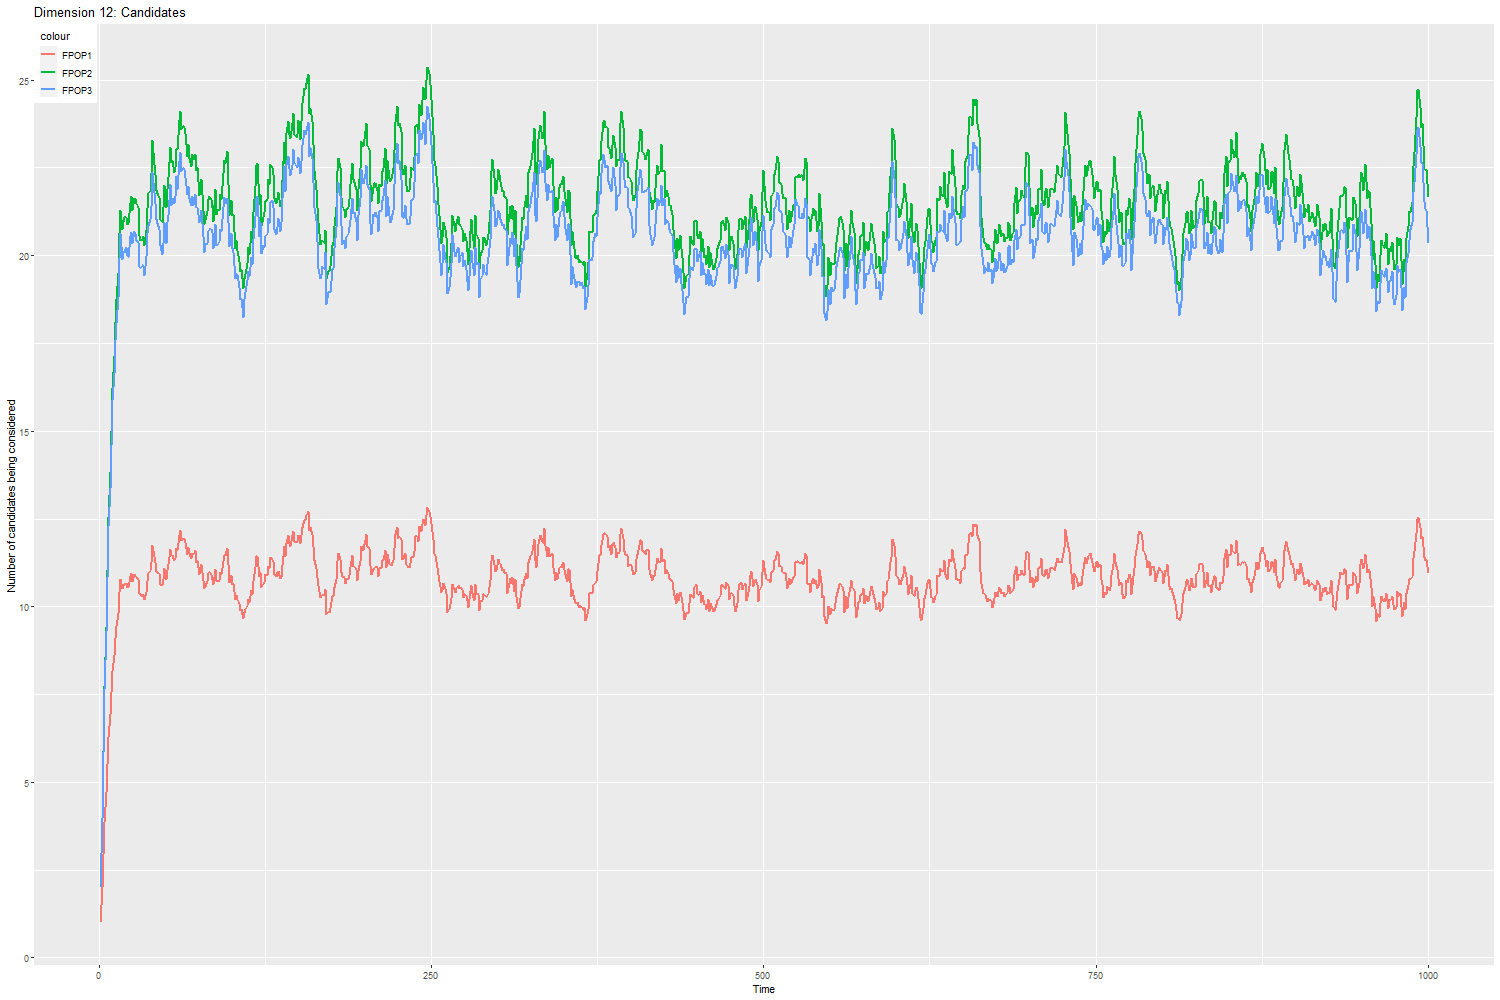 Dimension 12: Candidates
colour
FPOP1
FPOP2
FPOP3
25
20
15
10
5
0
Number of candidates being considered
0 250 500 750 1000
Time